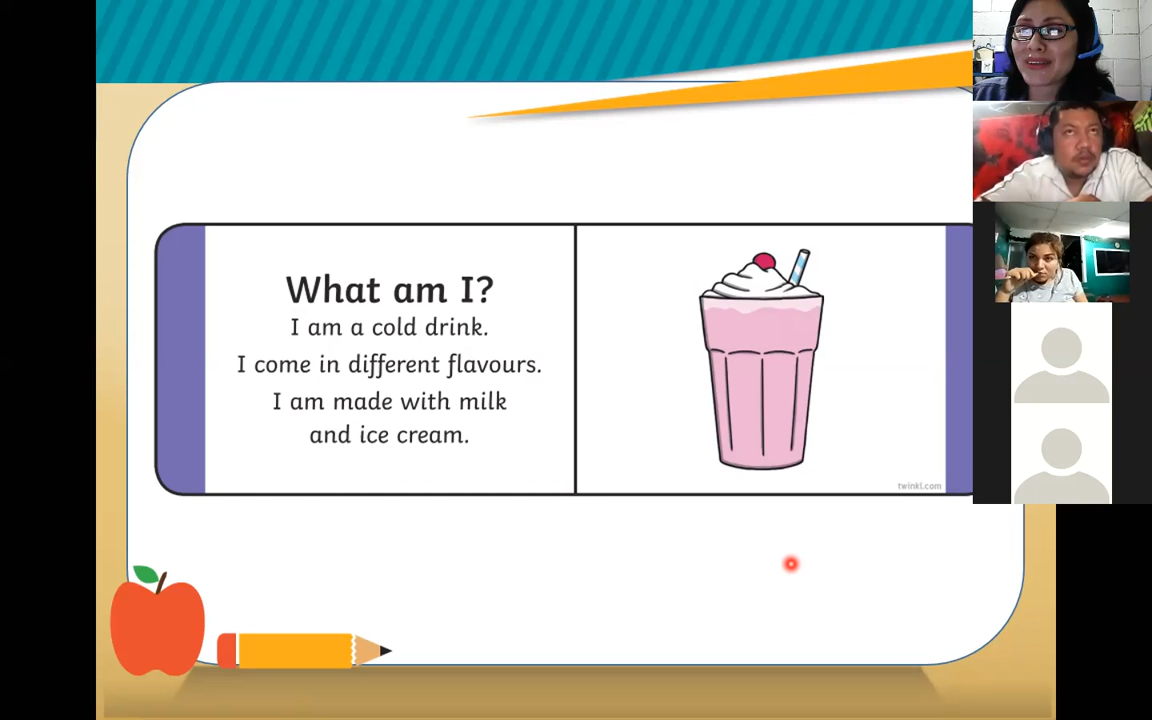 What am I?
I am a cold drink.
I come in different flavours.
I am made with milk
and ice cream.
twinkl.com